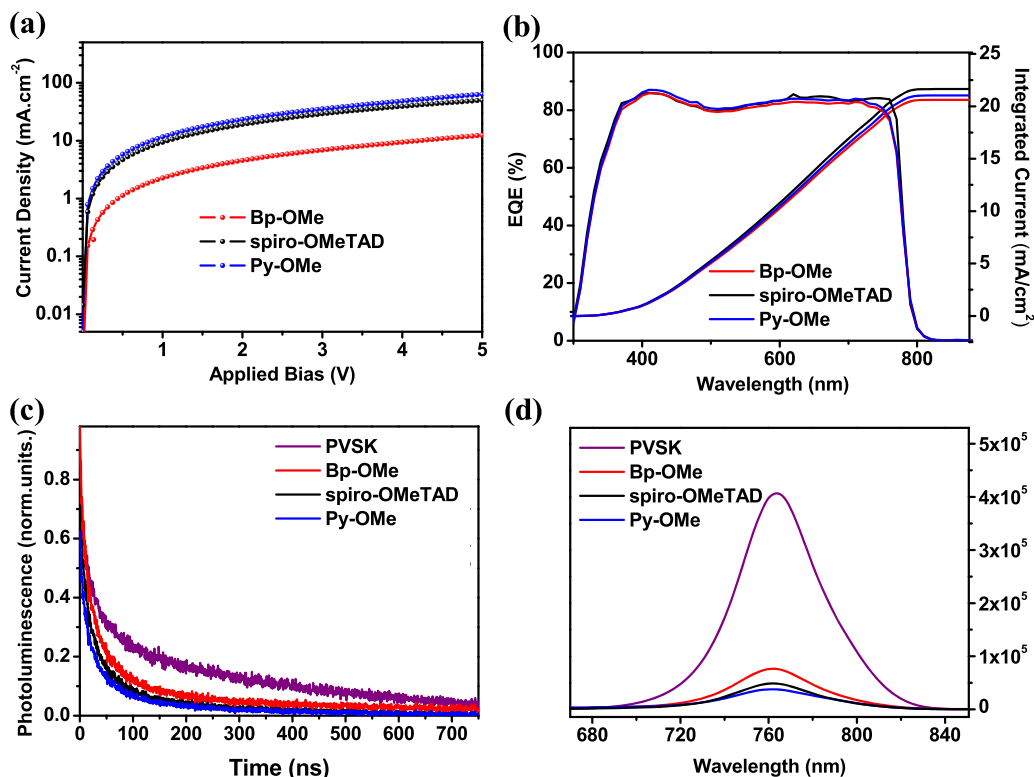 (a)
Current Density (mA.cm⁻²)
100
10
1
0.1
0.01
Bp-OMe
spiro-OMeTAD
Py-OMe
1
2
3
4
5
Applied Bias (V)
(b)
EQE (%)
100
80
60
40
20
0
Bp-OMe
spiro-OMeTAD
Py-OMe
25
20
15
10
5
0
Integrated Current (mA/cm²)
400
600
800
Wavelength (nm)
(c)
Photoluminescence (norm.units.)
0.8
0.6
0.4
0.2
0.0
PVSK
Bp-OMe
spiro-OMeTAD
Py-OMe
0
100
200
300
400
500
600
700
Time (ns)
(d)
PVSK
Bp-OMe
spiro-OMeTAD
Py-OMe
5x10⁵
4x10⁵
3x10⁵
2x10⁵
1x10⁵
0
680
720
760
800
840
Wavelength (nm)